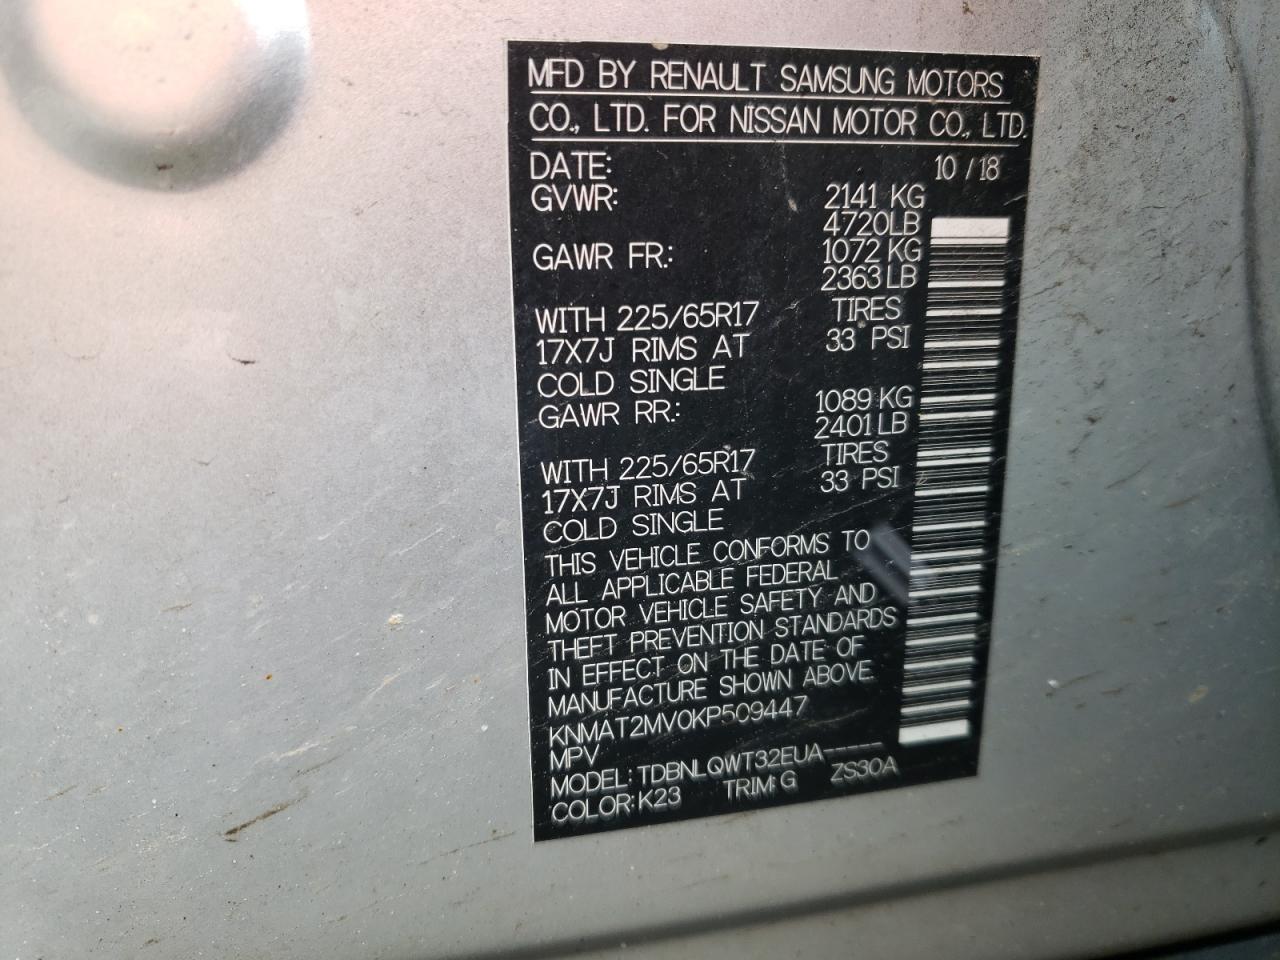 MFD BY RENAULT SAMSUNG MOTORS
CO., LTD. FOR NISSAN MOTOR CO., LTD.
DATE: 10 / 18
GVWR: 2141 KG
4720LB
GAWR FR.: 1072 KG
2363 LB
WITH 225/65R17 TIRES
17X7J RIMS AT 33 PSI
COLD SINGLE
GAWR RR.: 1089 KG
2401 LB
WITH 225/65R17 TIRES
17X7J RIMS AT 33 PSI
COLD SINGLE
THIS VEHICLE CONFORMS TO
ALL APPLICABLE FEDERAL
MOTOR VEHICLE SAFETY AND
THEFT PREVENTION STANDARDS
IN EFFECT ON THE DATE OF
MANUFACTURE SHOWN ABOVE.
KNMAT2MV0KP509447
MPV
MODEL: TDBNLQWT32EUA-----
COLOR: K23 TRIM: G ZS30A